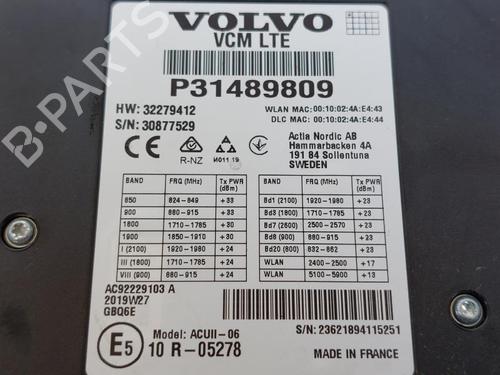 VOLVO
VCM LTE
P31489809
HW: 32279412
S/N: 30877529
WLAN MAC: 00:10:02:4A:E4:43
DLC MAC: 00:10:02:4A:E4:44
CE
R-NZ
И011 19
Actia Nordic AB
Hammarbacken 4A
191 84 Sollentuna
SWEDEN
BAND FRQ (MHz) Tx PWR (dBm)
850 824-849 +33
900 880-915 +33
1800 1710-1785 +30
1900 1850-1910 +30
I (2100) 1920-1980 +24
III (1800) 1710-1785 +24
VIII (900) 880-915 +24
BAND FRQ (MHz) Tx PWR (dBm)
Bd1 (2100) 1920-1980 +23
Bd3 (1800) 1710-1785 +23
Bd7 (2600) 2500-2570 +23
Bd8 (900) 880-915 +23
Bd20 (800) 832-862 +23
WLAN 2400-2500 +17
WLAN 5100-5900 +13
AC92229103 A
2019W27
GBQ6E
S/N: 23621894115251
E5
Model: ACUII-06
10 R-05278
MADE IN FRANCE
B-PARTS